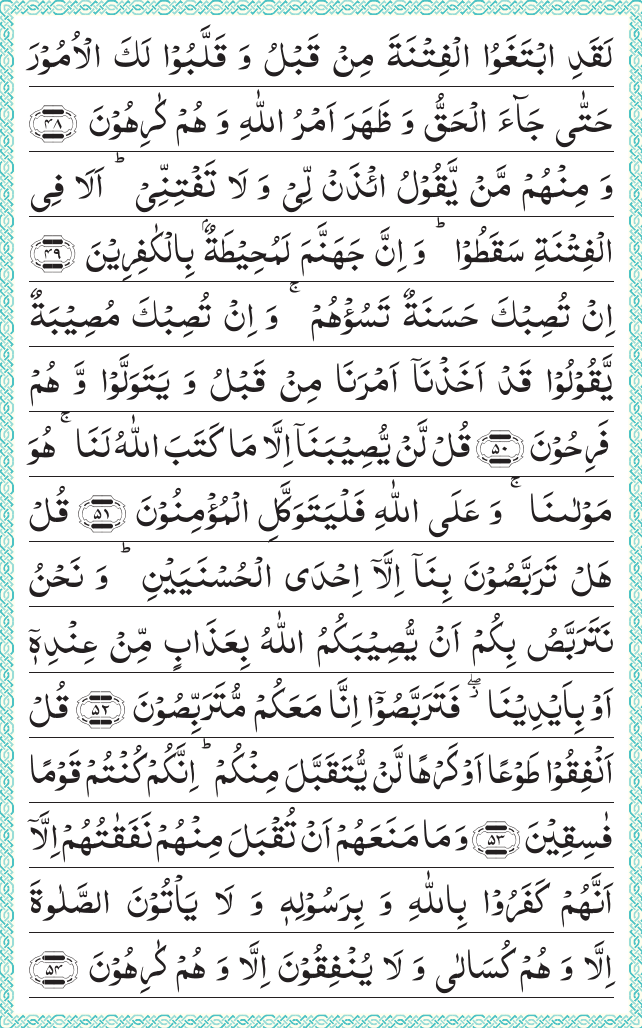 لَقَدِ ابْتَغَوُا الْفِتْنَةَ مِنْ قَبْلُ وَ قَلَّبُوْا لَكَ الْاُمُوْرَ
حَتّٰى جَآءَ الْحَقُّ وَ ظَهَرَ اَمْرُ اللّٰهِ وَ هُمْ كٰرِهُوْنَ ۴۸
وَ مِنْهُمْ مَّنْ يَّقُوْلُ ائْذَنْ لِّيْ وَ لَا تَفْتِنِّيْ ؕ اَلَا فِي
الْفِتْنَةِ سَقَطُوْا ؕ وَ اِنَّ جَهَنَّمَ لَمُحِيْطَةٌۢ بِالْكٰفِرِيْنَ ۴۹
اِنْ تُصِبْكَ حَسَنَةٌ تَسُؤْهُمْ ۚ وَ اِنْ تُصِبْكَ مُصِيْبَةٌ
يَّقُوْلُوْا قَدْ اَخَذْنَاۤ اَمْرَنَا مِنْ قَبْلُ وَ يَتَوَلَّوْا وَّ هُمْ
فَرِحُوْنَ ۵۰ قُلْ لَّنْ يُّصِيْبَنَاۤ اِلَّا مَا كَتَبَ اللّٰهُ لَنَا ۚ هُوَ
مَوْلٰىنَا ۚ وَ عَلَى اللّٰهِ فَلْيَتَوَكَّلِ الْمُؤْمِنُوْنَ ۵۱ قُلْ
هَلْ تَرَبَّصُوْنَ بِنَاۤ اِلَّاۤ اِحْدَى الْحُسْنَيَيْنِ ؕ وَ نَحْنُ
نَتَرَبَّصُ بِكُمْ اَنْ يُّصِيْبَكُمُ اللّٰهُ بِعَذَابٍ مِّنْ عِنْدِهٖۤ
اَوْ بِاَيْدِيْنَا ۖؗ فَتَرَبَّصُوْۤا اِنَّا مَعَكُمْ مُّتَرَبِّصُوْنَ ۵۲ قُلْ
اَنْفِقُوْا طَوْعًا اَوْ كَرْهًا لَّنْ يُّتَقَبَّلَ مِنْكُمْ ؕ اِنَّكُمْ كُنْتُمْ قَوْمًا
فٰسِقِيْنَ ۵۳ وَ مَا مَنَعَهُمْ اَنْ تُقْبَلَ مِنْهُمْ نَفَقٰتُهُمْ اِلَّاۤ
اَنَّهُمْ كَفَرُوْا بِاللّٰهِ وَ بِرَسُوْلِهٖ وَ لَا يَاْتُوْنَ الصَّلٰوةَ
اِلَّا وَ هُمْ كُسَالٰى وَ لَا يُنْفِقُوْنَ اِلَّا وَ هُمْ كٰرِهُوْنَ ۵۴